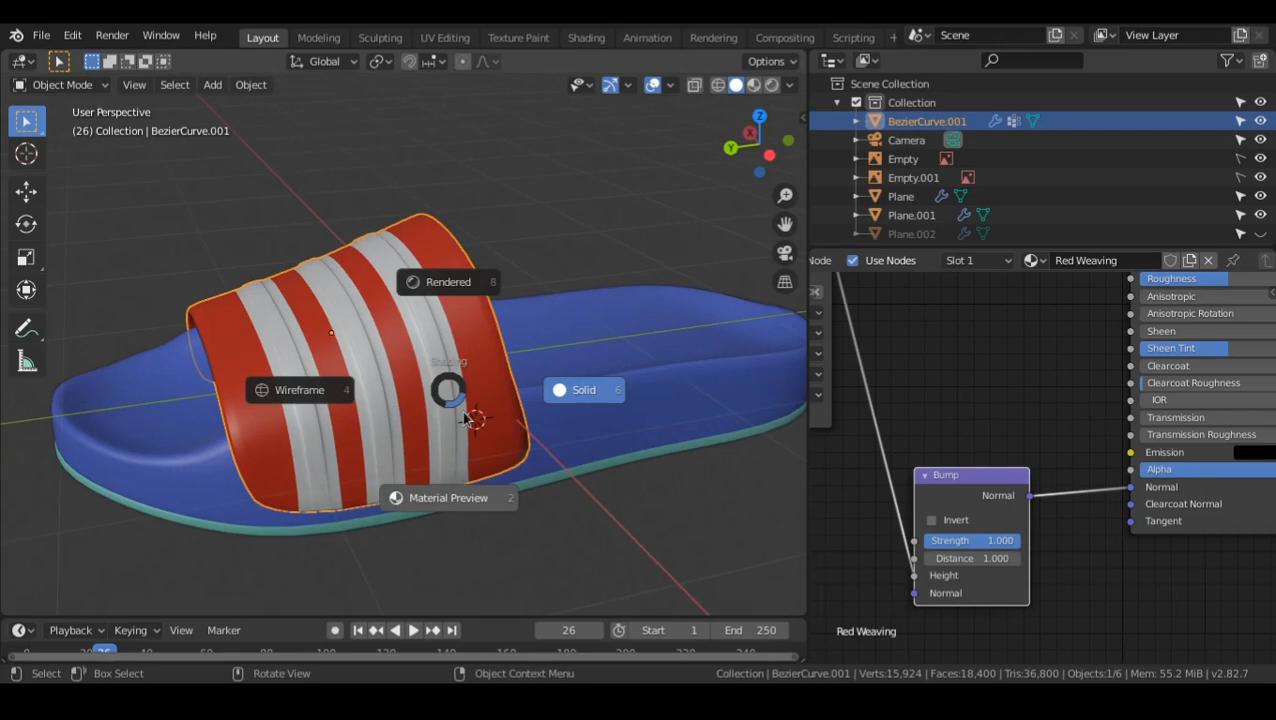 File Edit Render Window Help Layout Modeling Sculpting UV Editing Texture Paint Shading Animation Rendering Compositing Scripting + Scene View Layer
Global Options
Object Mode View Select Add Object
User Perspective
(26) Collection | BezierCurve.001
Z
X
Y
Rendered 8
Shading
Wireframe 4
Solid 6
Material Preview 2
Scene Collection
Collection
BezierCurve.001
Camera
Empty
Empty.001
Plane
Plane.001
Plane.002
Node Use Nodes Slot 1 Red Weaving
Roughness
Anisotropic
Anisotropic Rotation
Sheen
Sheen Tint
Clearcoat
Clearcoat Roughness
IOR
Transmission
Transmission Roughness
Emission
Alpha
Normal
Clearcoat Normal
Tangent
Bump
Normal
Invert
Strength 1.000
Distance 1.000
Height
Normal
Red Weaving
Playback Keying View Marker 26 Start 1 End 250
26
Select Box Select Rotate View Object Context Menu Collection | BezierCurve.001 | Verts:15,924 | Faces:18,400 | Tris:36,800 | Objects:1/6 | Mem: 55.2 MiB | v2.82.7